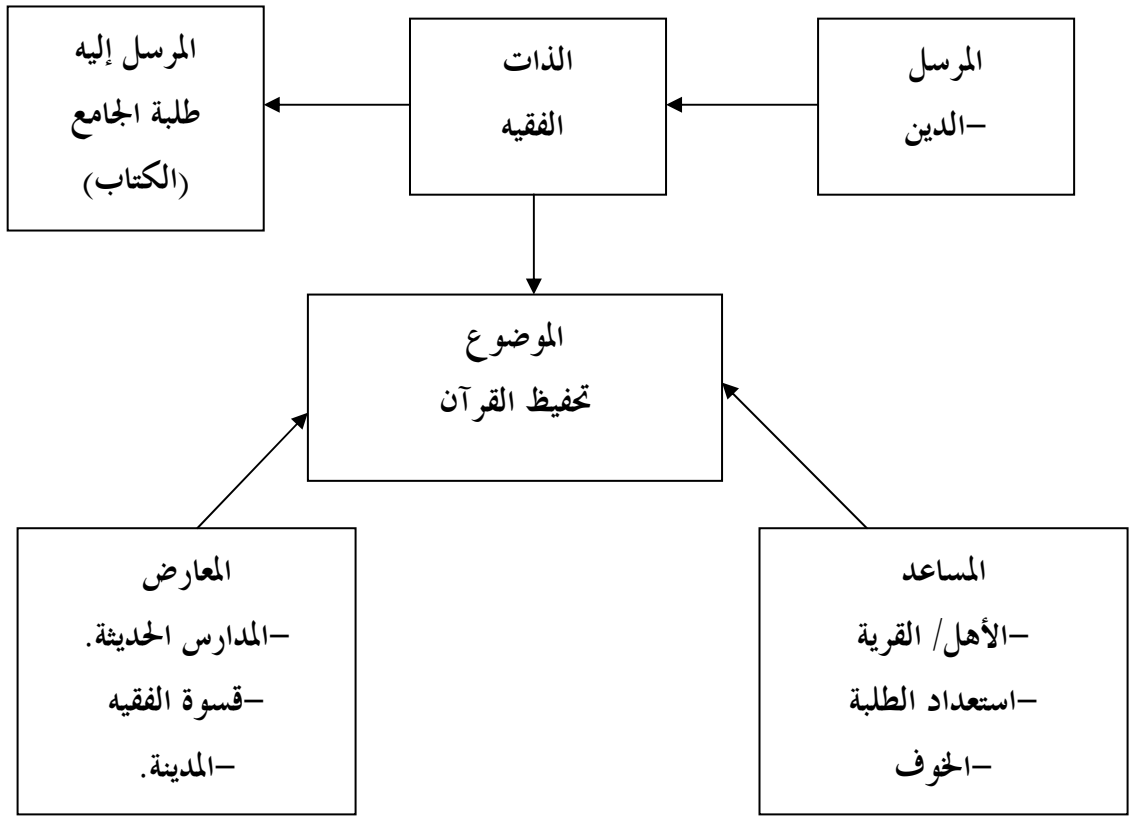 المرسل
–الدين
الذات
الفقيه
المرسل إليه
طلبة الجامع
(الكتاب)
الموضوع
تحفيظ القرآن
المساعد
–الأهل/ القرية
–استعداد الطلبة
–الخوف
المعارض
–المدارس الحديثة.
–قسوة الفقيه
–المدينة.